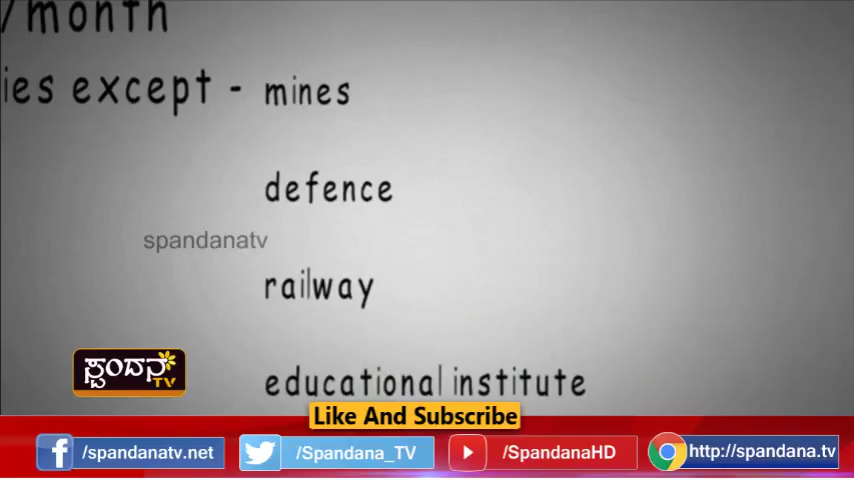 /month
ies except - mines
defence
spandanatv
railway
ಸ್ಪಂದನ
TV
educational institute
Like And Subscribe
/spandanatv.net /Spandana_TV /SpandanaHD http://spandana.tv